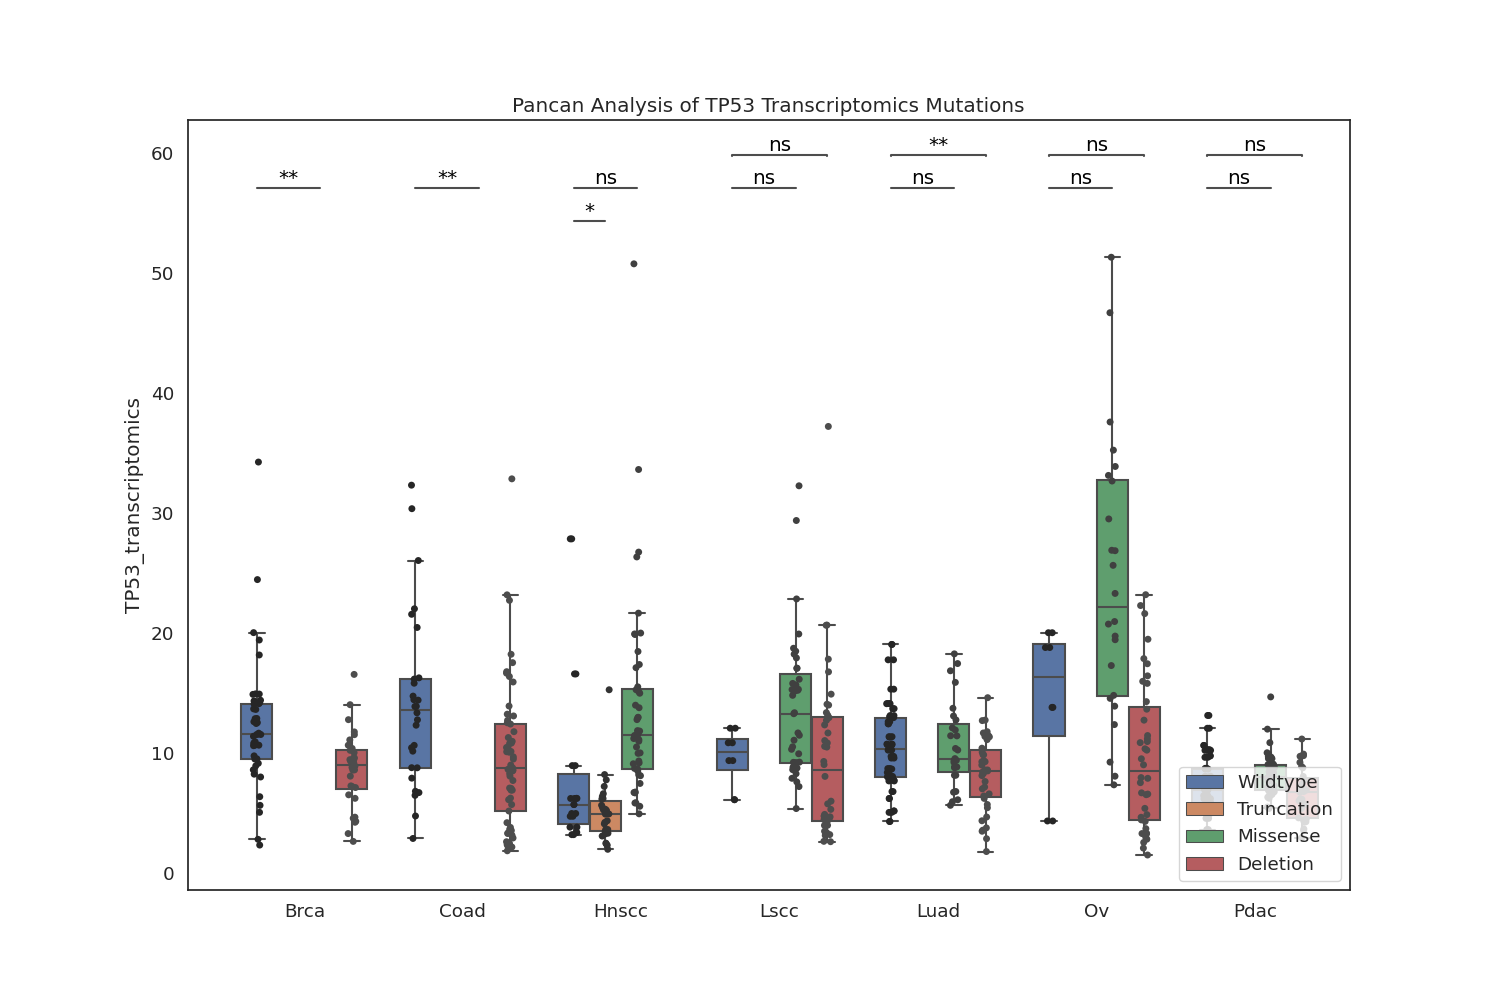 Pancan Analysis of TP53 Transcriptomics Mutations
ns ** ns ns
** ** ns ns ns ns ns
*
60
50
40
30
20
10
0
TP53_transcriptomics
Wildtype
Truncation
Missense
Deletion
Brca Coad Hnscc Lscc Luad Ov Pdac